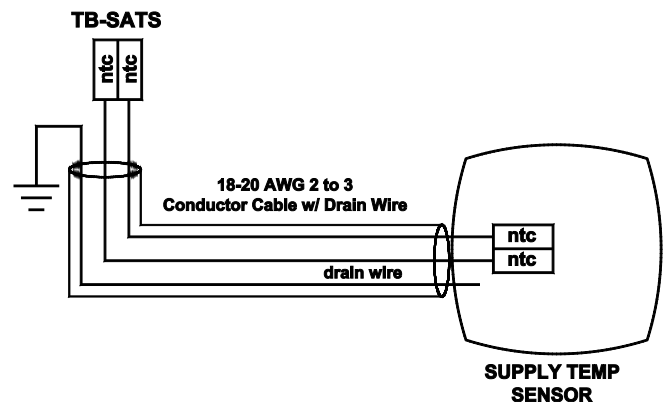 TB-SATS
ntc
ntc
18-20 AWG 2 to 3
Conductor Cable w/ Drain Wire
ntc
ntc
drain wire
SUPPLY TEMP
SENSOR